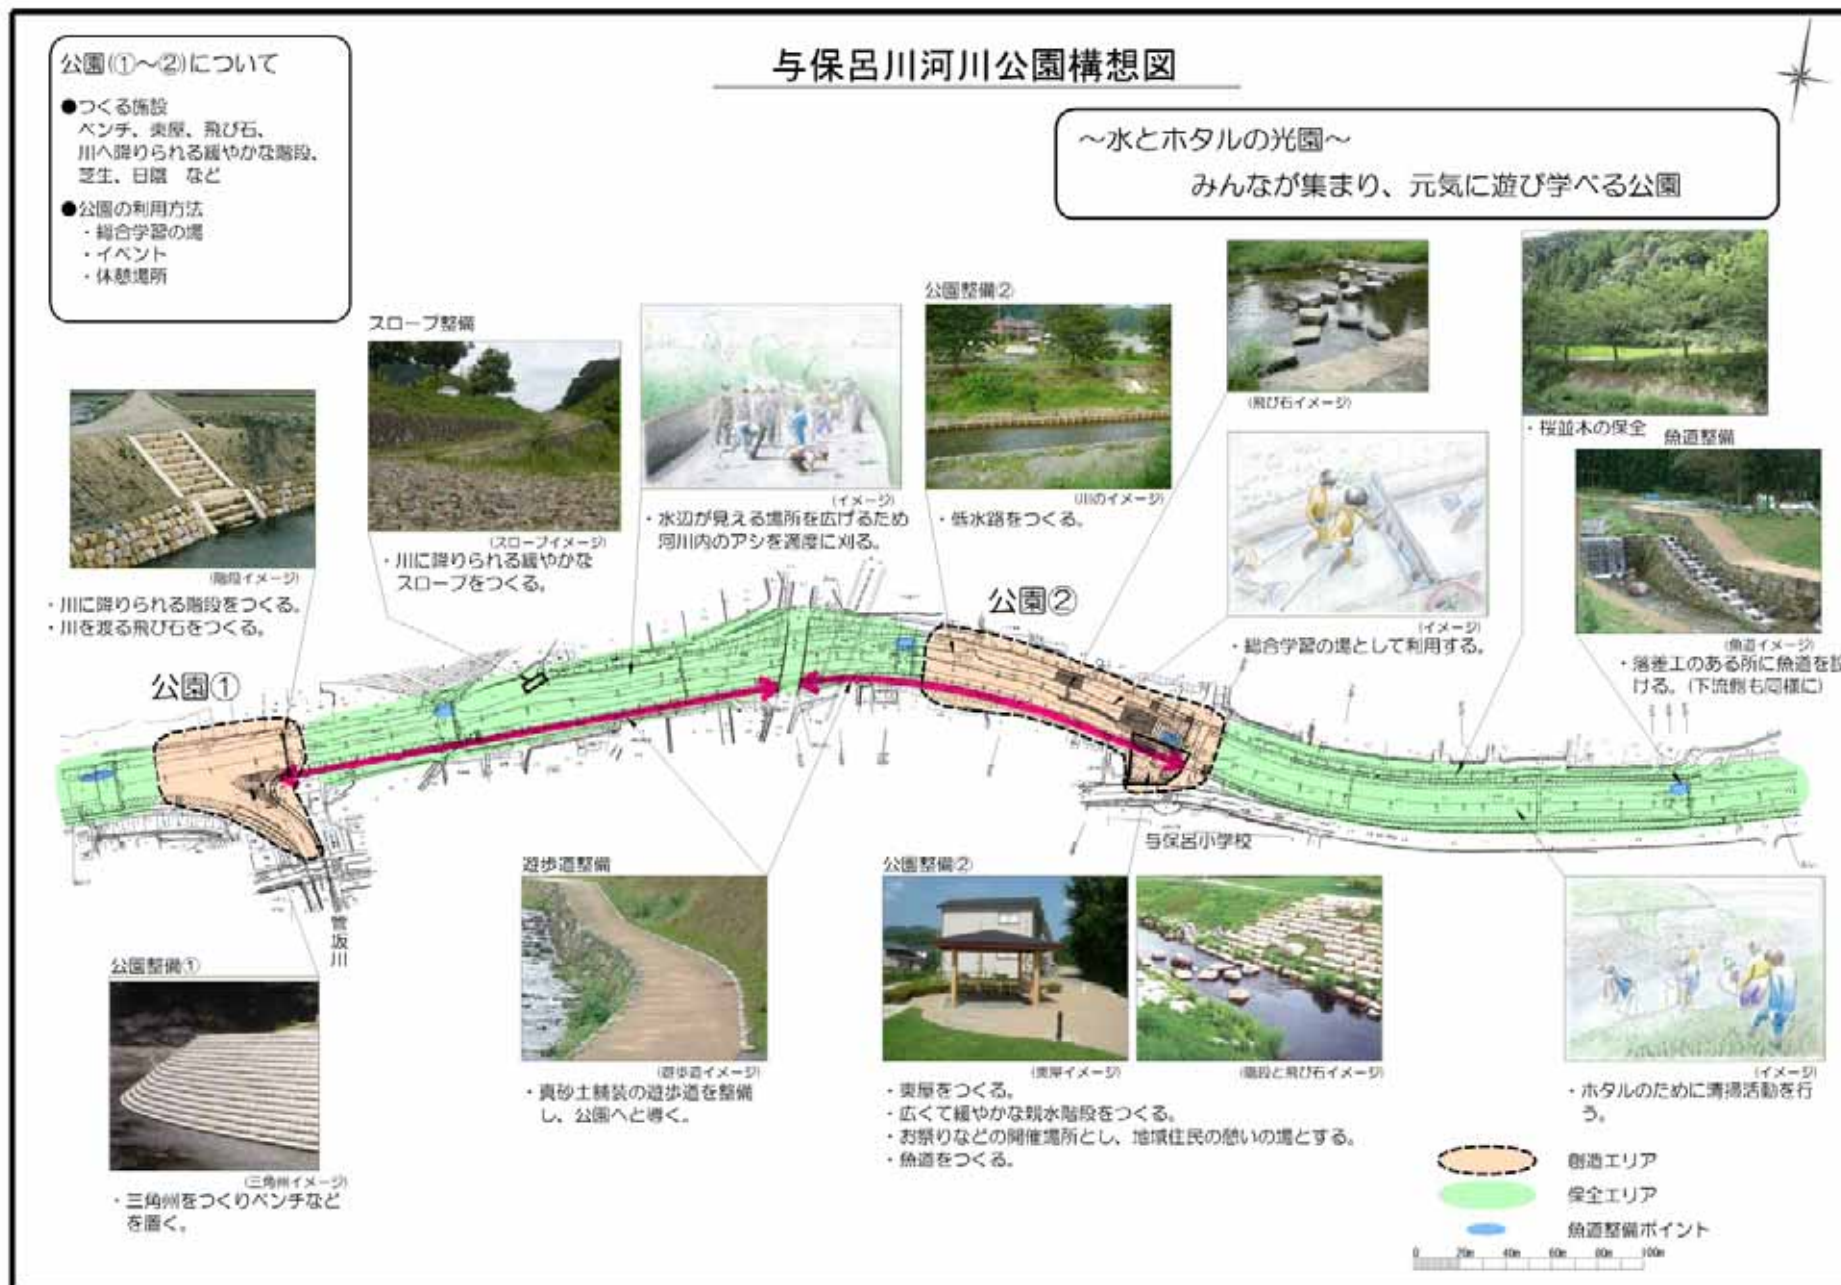 与保呂川河川公園構想図
公園(①～②)について
●つくる施設
ベンチ、東屋、飛び石、
川へ降りられる緩やかな階段、
芝生、日陰 など
●公園の利用方法
・総合学習の場
・イベント
・休憩場所
～水とホタルの光園～
みんなが集まり、元気に遊び学べる公園
(階段イメージ)
・川に降りられる階段をつくる。
・川を渡る飛び石をつくる。
スロープ整備
(スロープイメージ)
・川に降りられる緩やかな
スロープをつくる。
(イメージ)
・水辺が見える場所を広げるため
河川内のアシを適度に刈る。
公園整備②
(川のイメージ)
・低水路をつくる。
(飛び石イメージ)
(イメージ)
・総合学習の場として利用する。
・桜並木の保全
魚道整備
(魚道イメージ)
・落差工のある所に魚道を設
ける。(下流側も同様に)
公園①
公園②
与保呂小学校
菅坂川
公園整備①
(三角州イメージ)
・三角州をつくりベンチなど
を置く。
遊歩道整備
(遊歩道イメージ)
・真砂土舗装の遊歩道を整備
し、公園へと導く。
公園整備②
(東屋イメージ)
(階段と飛び石イメージ)
・東屋をつくる。
・広くて緩やかな親水階段をつくる。
・お祭りなどの開催場所とし、地域住民の憩いの場とする。
・魚道をつくる。
(イメージ)
・ホタルのために清掃活動を行
う。
創造エリア
保全エリア
魚道整備ポイント
0 20m 40m 60m 80m 100m